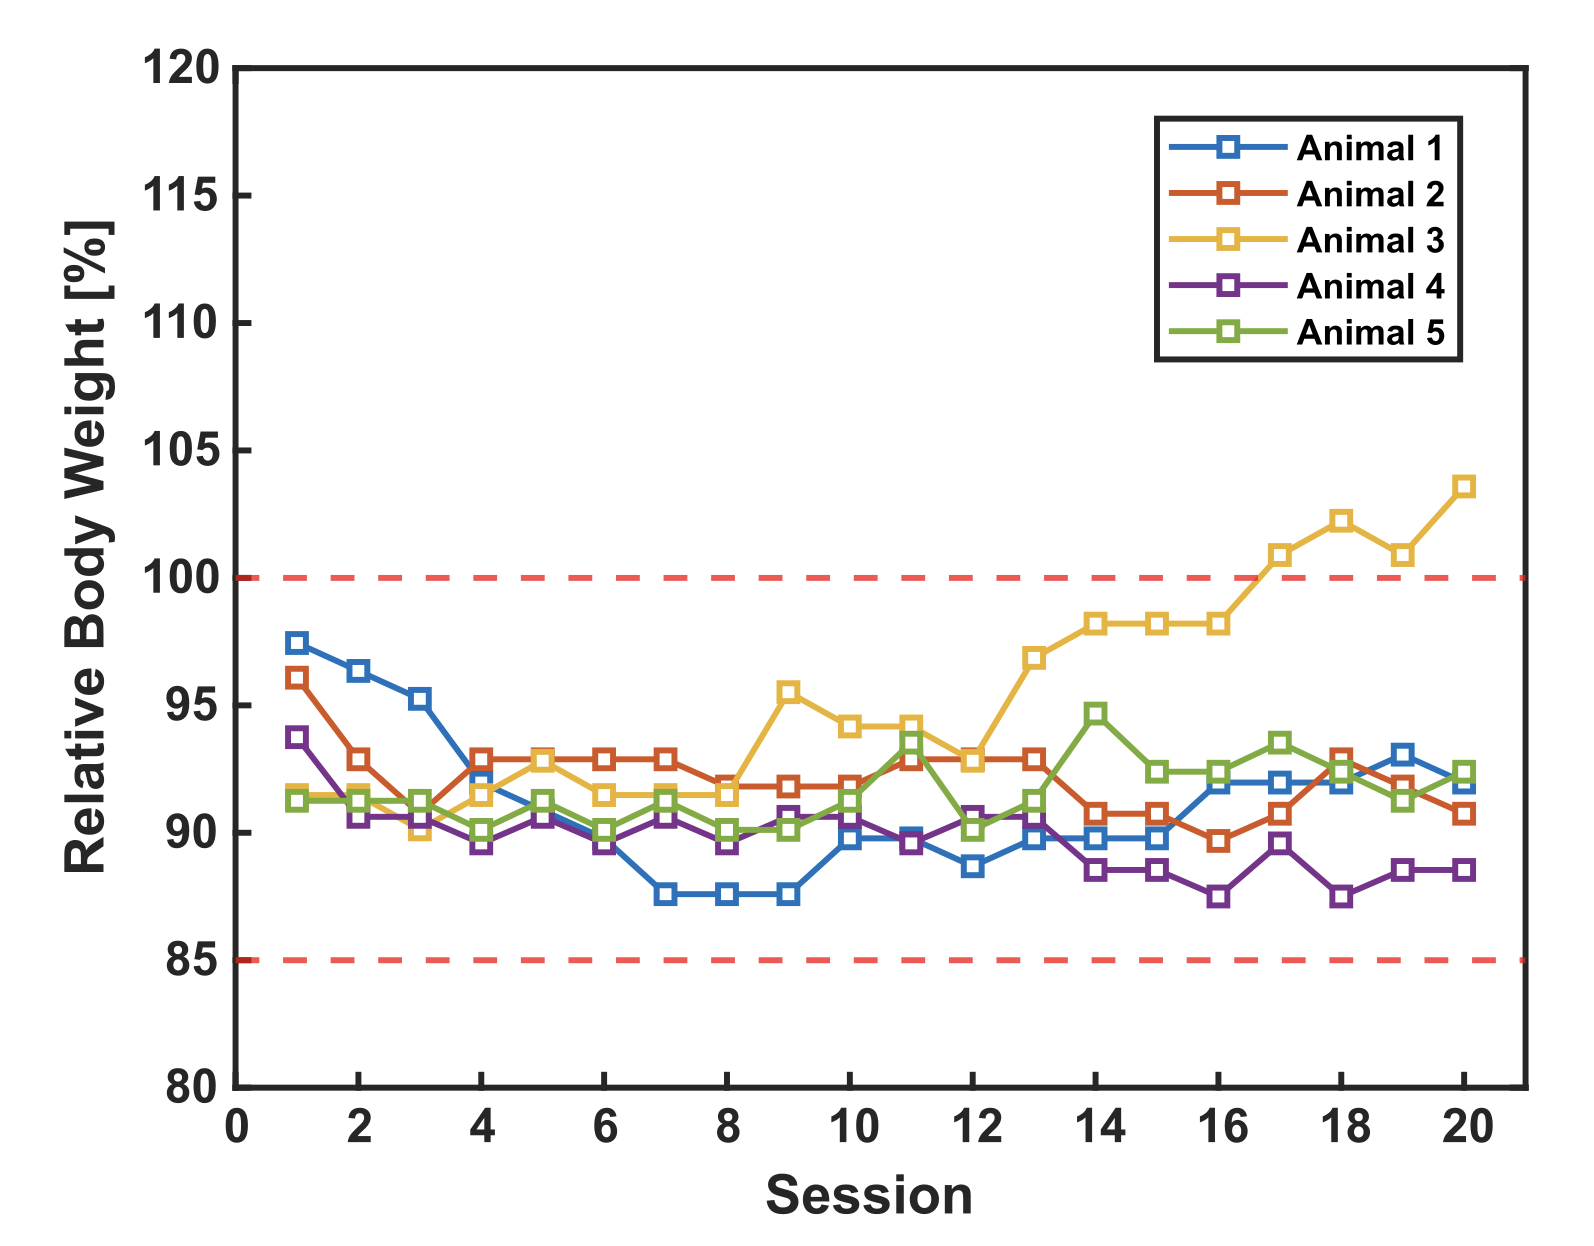 120
115
110
105
100
95
90
85
80
0 2 4 6 8 10 12 14 16 18 20
Relative Body Weight [%]
Session
Animal 1
Animal 2
Animal 3
Animal 4
Animal 5